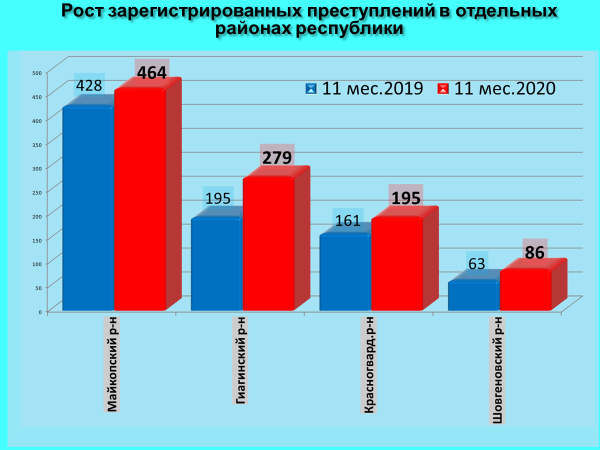 Рост зарегистрированных преступлений в отдельных
районах республики
11 мес.2019 11 мес.2020
500
450
400
350
300
250
200
150
100
50
0
428 464
195 279
161 195
63 86
Майкопский р-н
Гиагинский р-н
Красногвард.р-н
Шовгеновский р-н